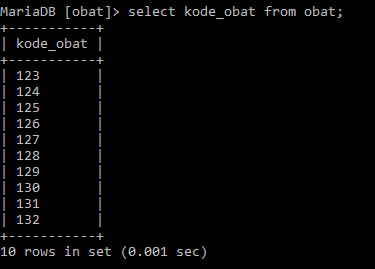 MariaDB [obat]> select kode_obat from obat;
+-----------+
| kode_obat |
+-----------+
| 123       |
| 124       |
| 125       |
| 126       |
| 127       |
| 128       |
| 129       |
| 130       |
| 131       |
| 132       |
+-----------+
10 rows in set (0.001 sec)